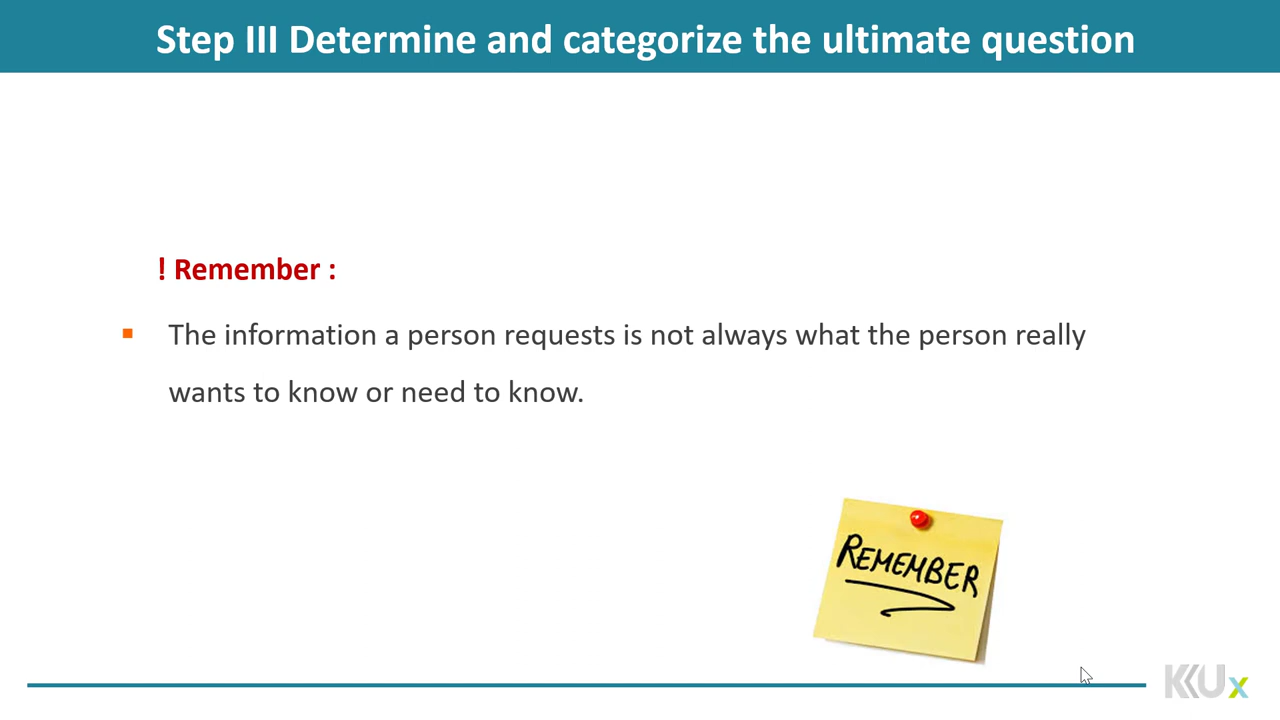 Step III Determine and categorize the ultimate question
! Remember :
▪ The information a person requests is not always what the person really
wants to know or need to know.
REMEMBER
KKUx